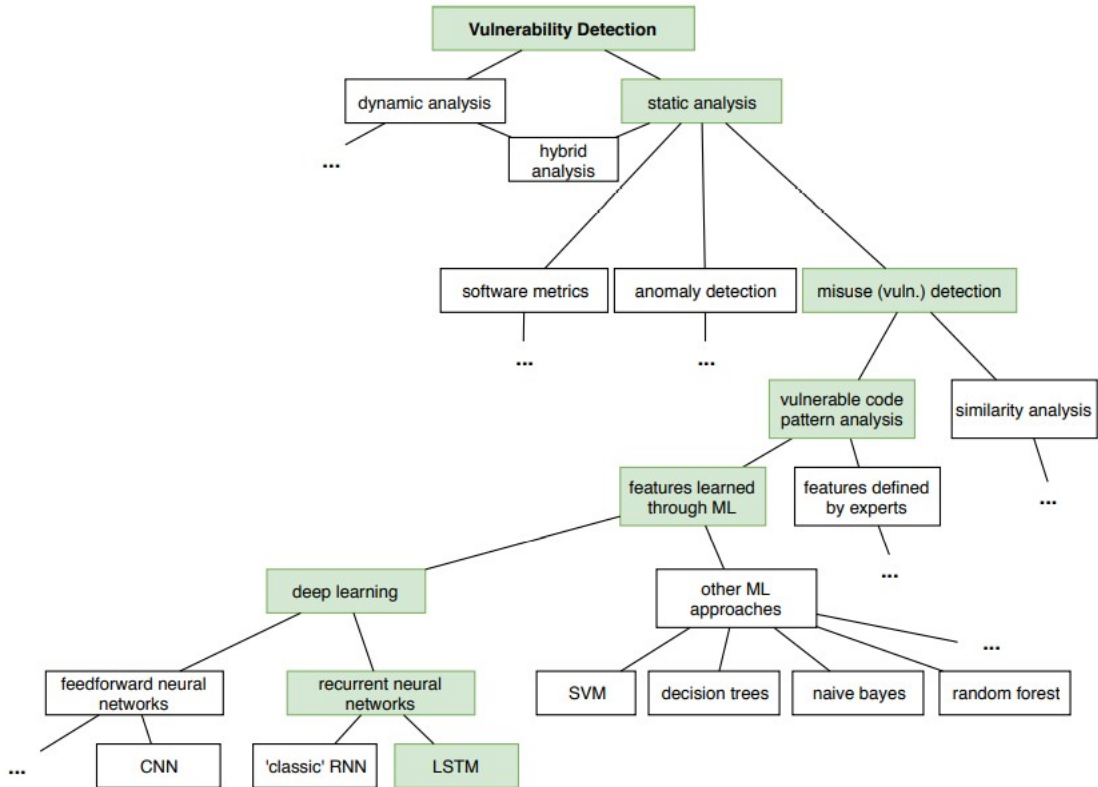 Vulnerability Detection
dynamic analysis
static analysis
...
hybrid
analysis
software metrics
anomaly detection
misuse (vuln.) detection
...
...
vulnerable code
pattern analysis
similarity analysis
features learned
through ML
features defined
by experts
...
...
deep learning
other ML
approaches
...
feedforward neural
networks
recurrent neural
networks
SVM
decision trees
naive bayes
random forest
...
CNN
'classic' RNN
LSTM